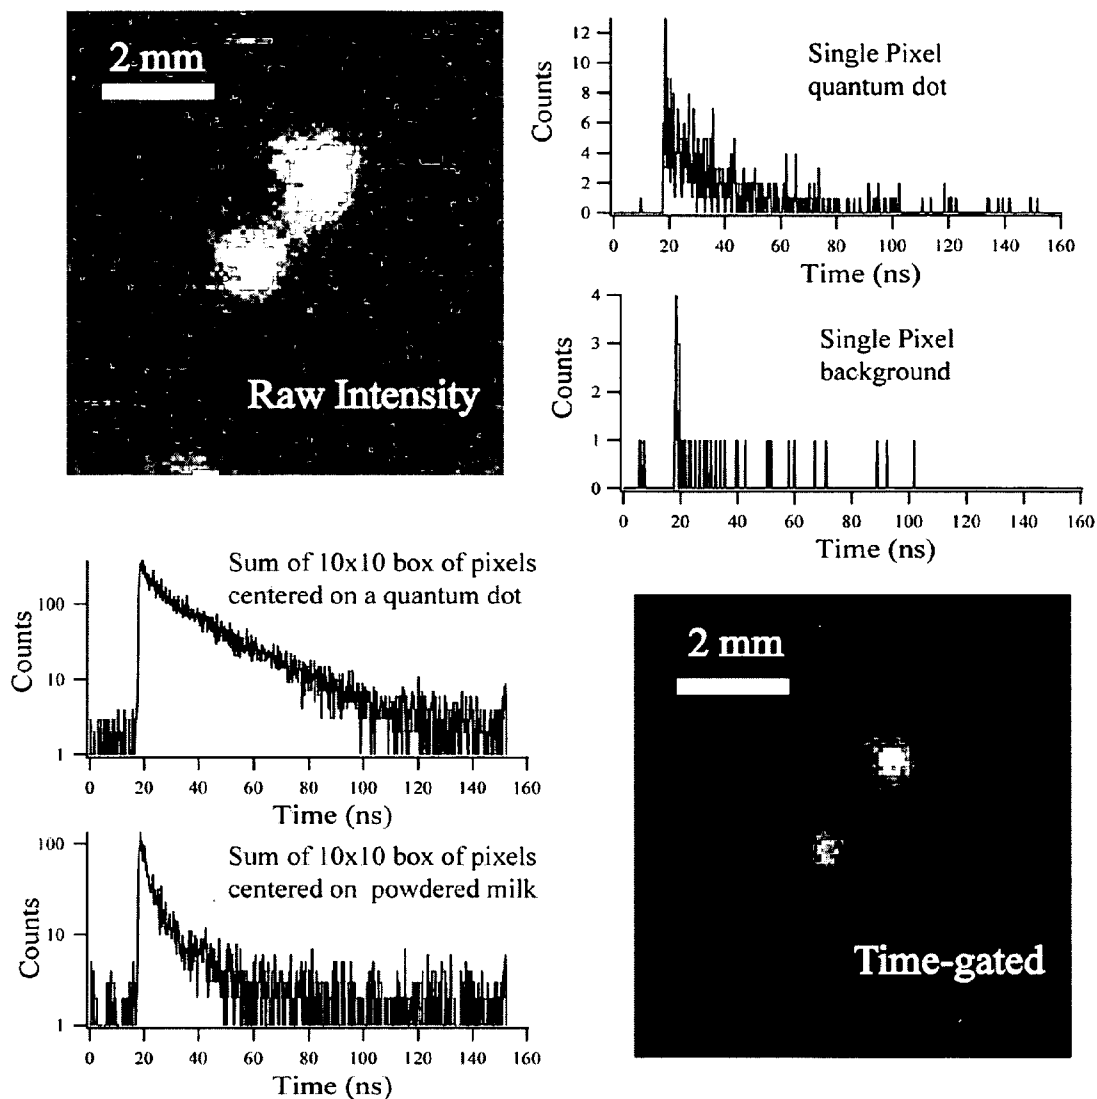 2 mm
Raw Intensity
12
10
8
6
4
2
0
Counts
Single Pixel
quantum dot
0 20 40 60 80 100 120 140 160
Time (ns)
4
3
2
1
0
Counts
Single Pixel
background
0 20 40 60 80 100 120 140 160
Time (ns)
Sum of 10x10 box of pixels
centered on a quantum dot
100
10
1
Counts
0 20 40 60 80 100 120 140 160
Time (ns)
Sum of 10x10 box of pixels
centered on powdered milk
100
10
1
Counts
0 20 40 60 80 100 120 140 160
Time (ns)
2 mm
Time-gated